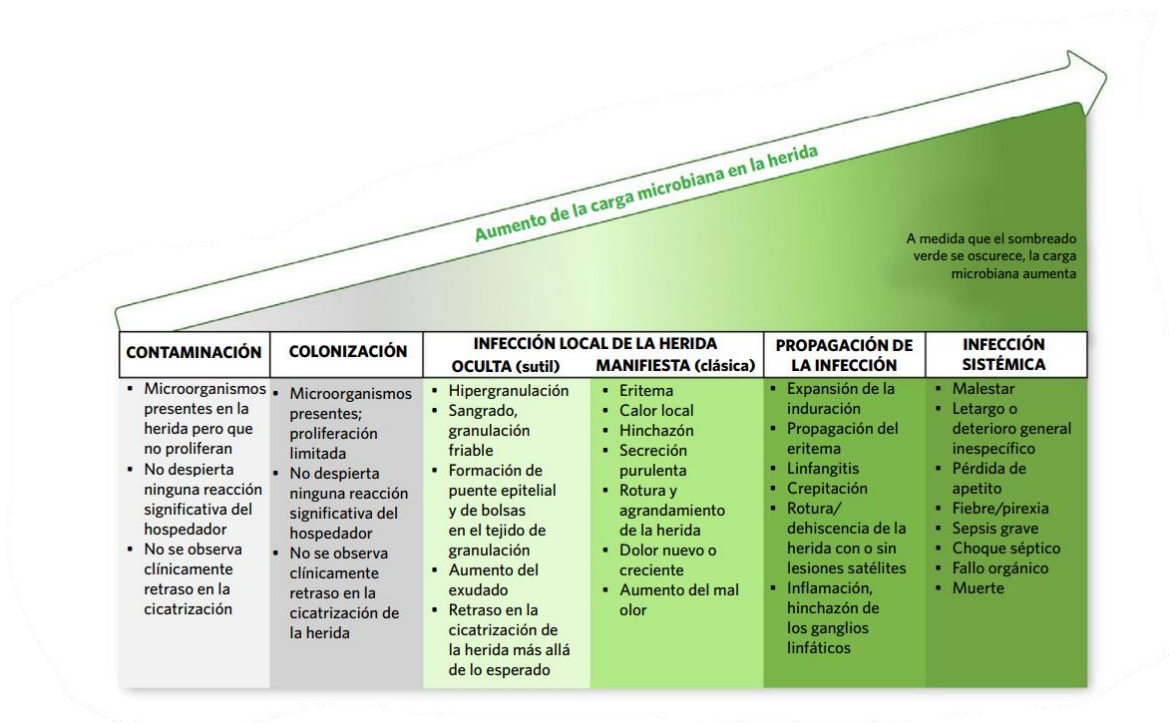 Aumento de la carga microbiana en la herida
A medida que el sombreado
verde se oscurece, la carga
microbiana aumenta
CONTAMINACIÓN
• Microorganismos
presentes en la
herida pero que
no proliferan
• No despierta
ninguna reacción
significativa del
hospedador
• No se observa
clínicamente
retraso en la
cicatrización
COLONIZACIÓN
• Microorganismos
presentes;
proliferación
limitada
• No despierta
ninguna reacción
significativa del
hospedador
• No se observa
clínicamente
retraso en la
cicatrización de
la herida
INFECCIÓN LOCAL DE LA HERIDA
OCULTA (sutil)
• Hipergranulación
• Sangrado,
granulación
friable
• Formación de
puente epitelial
y de bolsas
en el tejido de
granulación
• Aumento del
exudado
• Retraso en la
cicatrización de
la herida más allá
de lo esperado
MANIFIESTA (clásica)
• Eritema
• Calor local
• Hinchazón
• Secreción
purulenta
• Rotura y
agrandamiento
de la herida
• Dolor nuevo o
creciente
• Aumento del mal
olor
PROPAGACIÓN DE
LA INFECCIÓN
• Expansión de la
induración
• Propagación del
eritema
• Linfangitis
• Crepitación
• Rotura/
dehiscencia de la
herida con o sin
lesiones satélites
• Inflamación,
hinchazón de
los ganglios
linfáticos
INFECCIÓN
SISTÉMICA
• Malestar
• Letargo o
deterioro general
inespecífico
• Pérdida de
apetito
• Fiebre/pirexia
• Sepsis grave
• Choque séptico
• Fallo orgánico
• Muerte